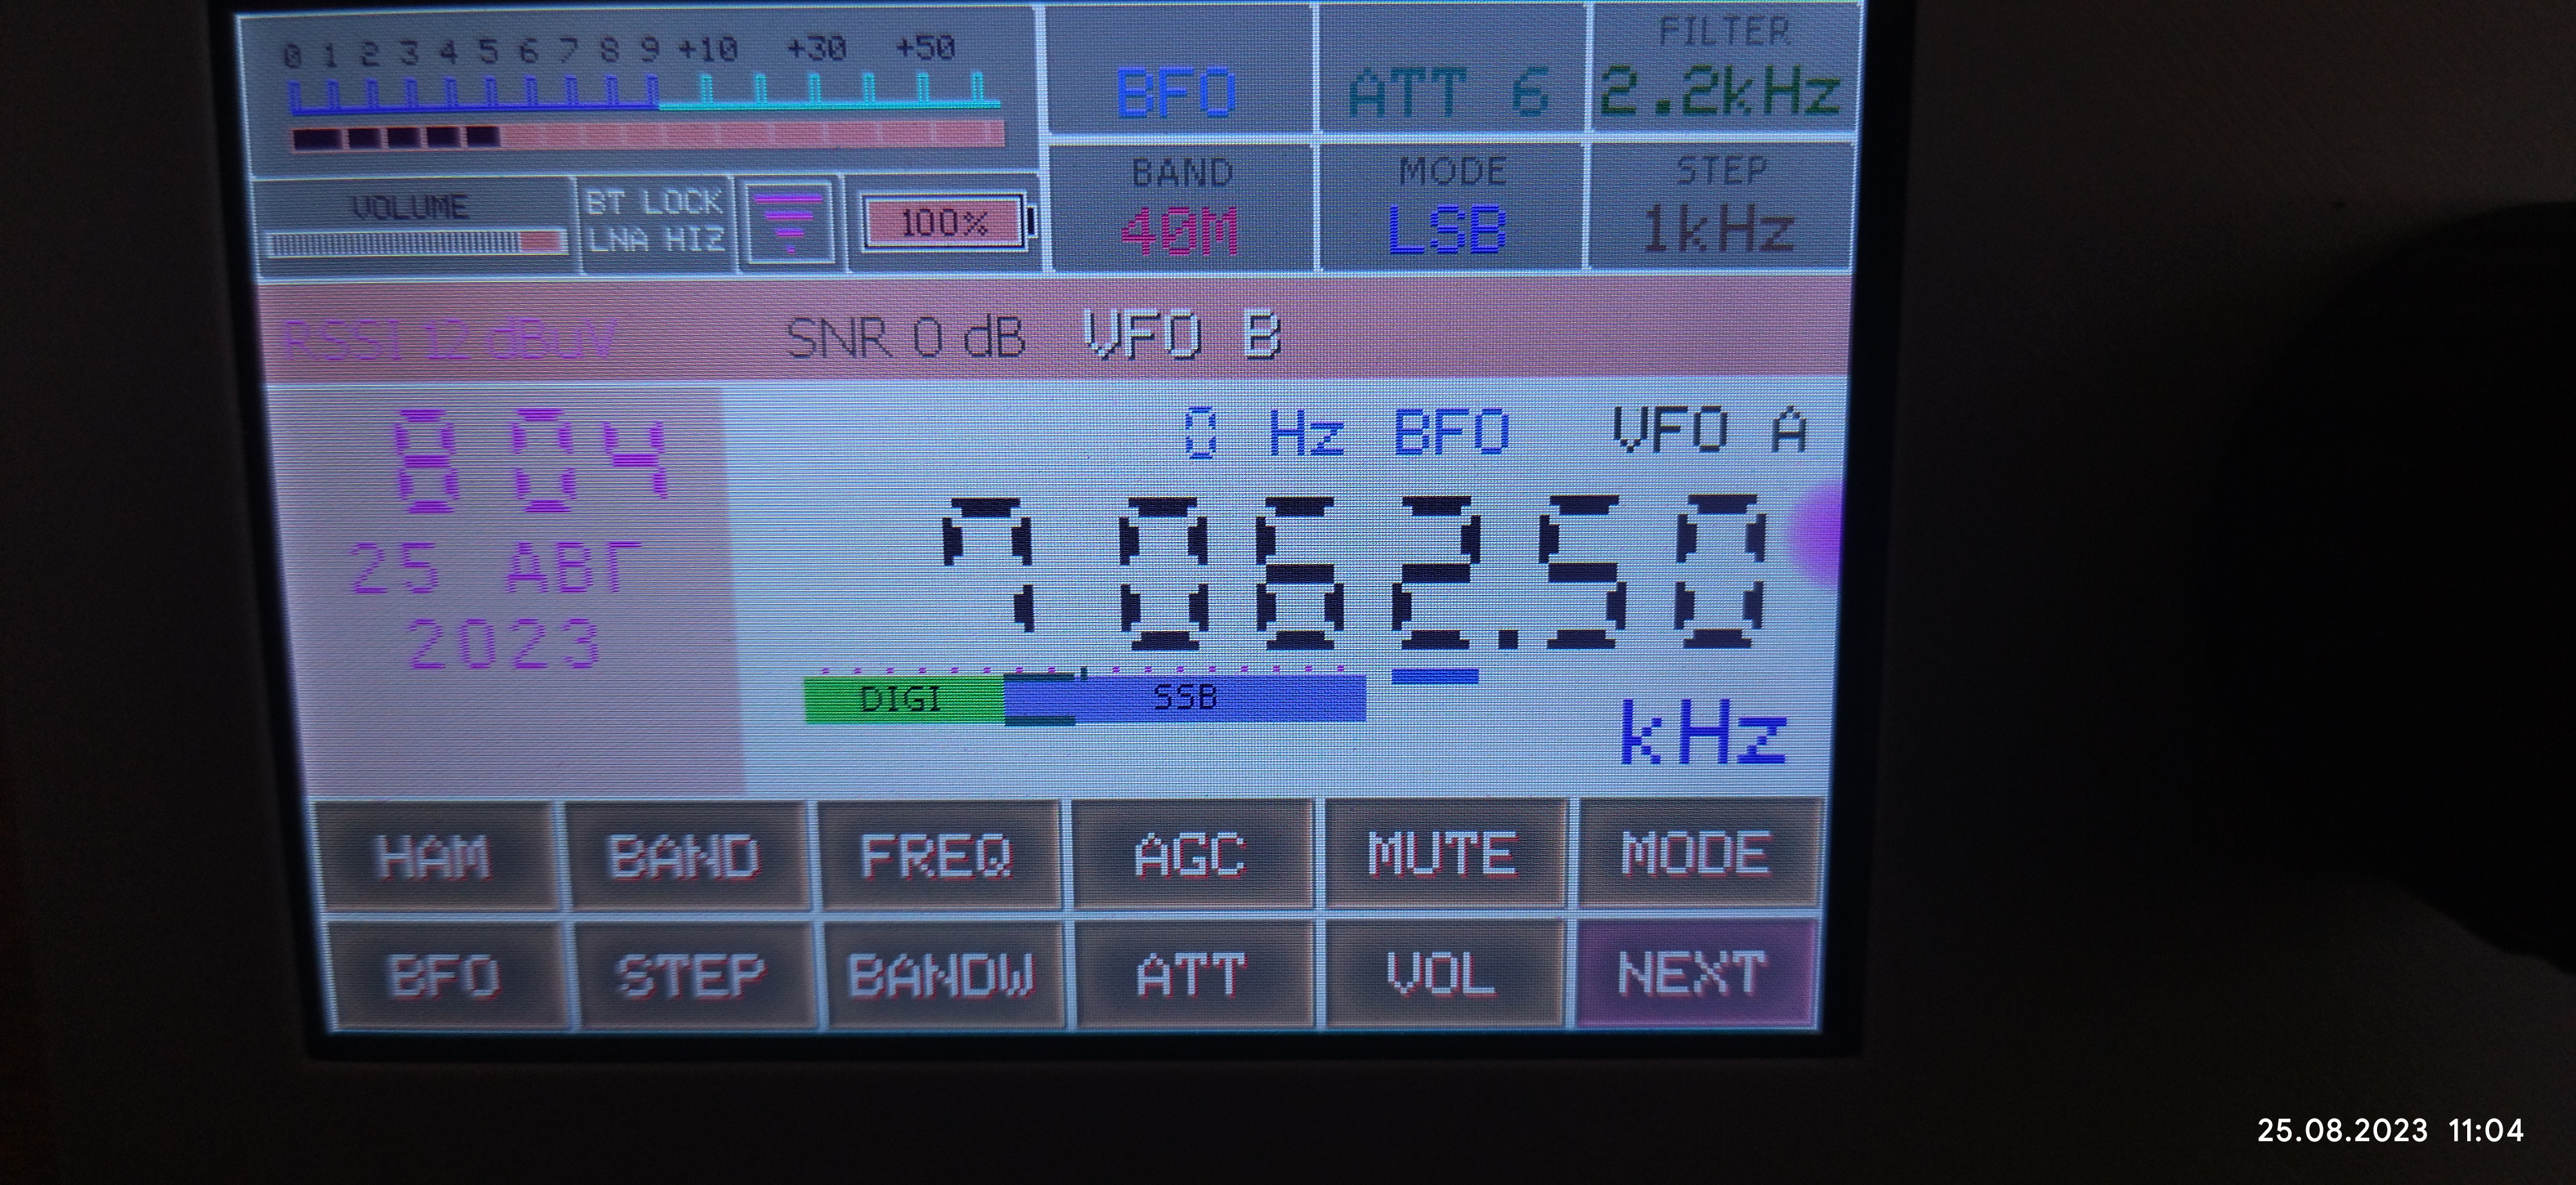 0 1 2 3 4 5 6 7 8 9 +10 +30 +50
BFO
ATT 6
FILTER
2.2kHz
VOLUME
BT LOCK
LNA HIZ
100%
BAND
40M
MODE
LSB
STEP
1kHz
RSSI 12 dBuV
SNR 0 dB
VFO B
8 04
25 АВГ
2023
0 Hz BFO
VFO A
7 062.50
DIGI
SSB
kHz
HAM
BAND
FREQ
AGC
MUTE
MODE
BFO
STEP
BANDW
ATT
VOL
NEXT
25.08.2023 11:04